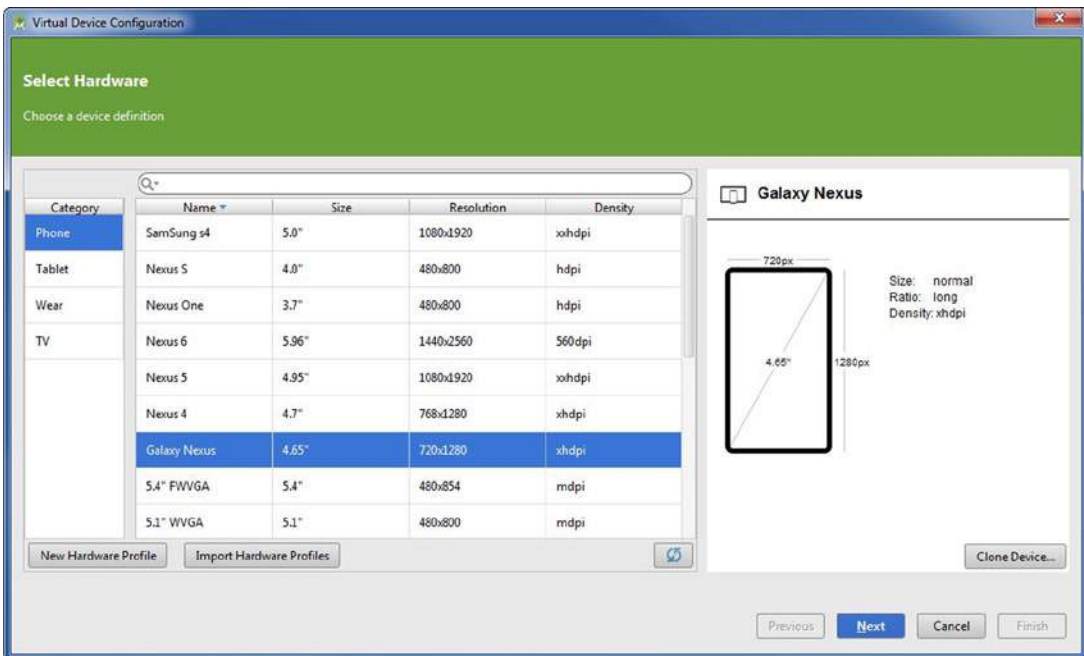 Virtual Device Configuration
Select Hardware
Choose a device definition
Category Name Size Resolution Density
Phone SamSung s4 5.0" 1080x1920 xxhdpi
Tablet Nexus S 4.0" 480x800 hdpi
Wear Nexus One 3.7" 480x800 hdpi
TV Nexus 6 5.96" 1440x2560 560dpi
Nexus 5 4.95" 1080x1920 xxhdpi
Nexus 4 4.7" 768x1280 xhdpi
Galaxy Nexus 4.65" 720x1280 xhdpi
5.4" FWVGA 5.4" 480x854 mdpi
5.1" WVGA 5.1" 480x800 mdpi
New Hardware Profile Import Hardware Profiles
Galaxy Nexus
720px
4.65"
1280px
Size: normal
Ratio: long
Density: xhdpi
Clone Device...
Previous Next Cancel Finish